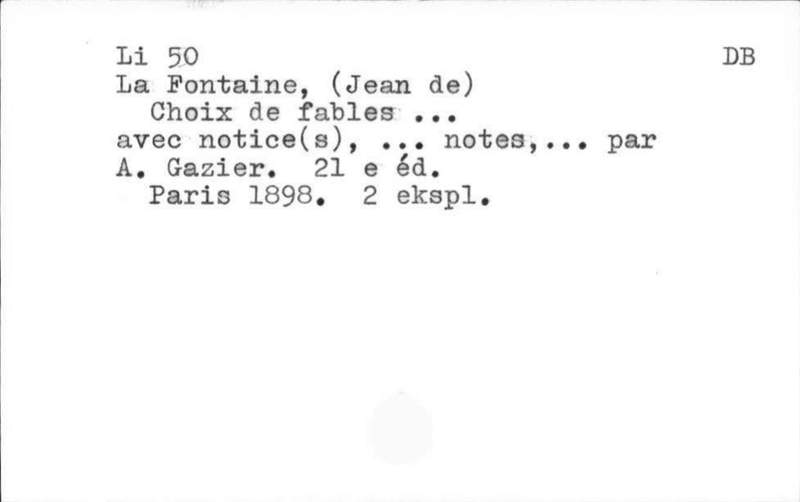 Li 50 DB
La Fontaine, (Jean de)
Choix de fables ...
avec notice(s), ... notes,... par
A. Gazier. 21 e éd.
Paris 1898. 2 ekspl.